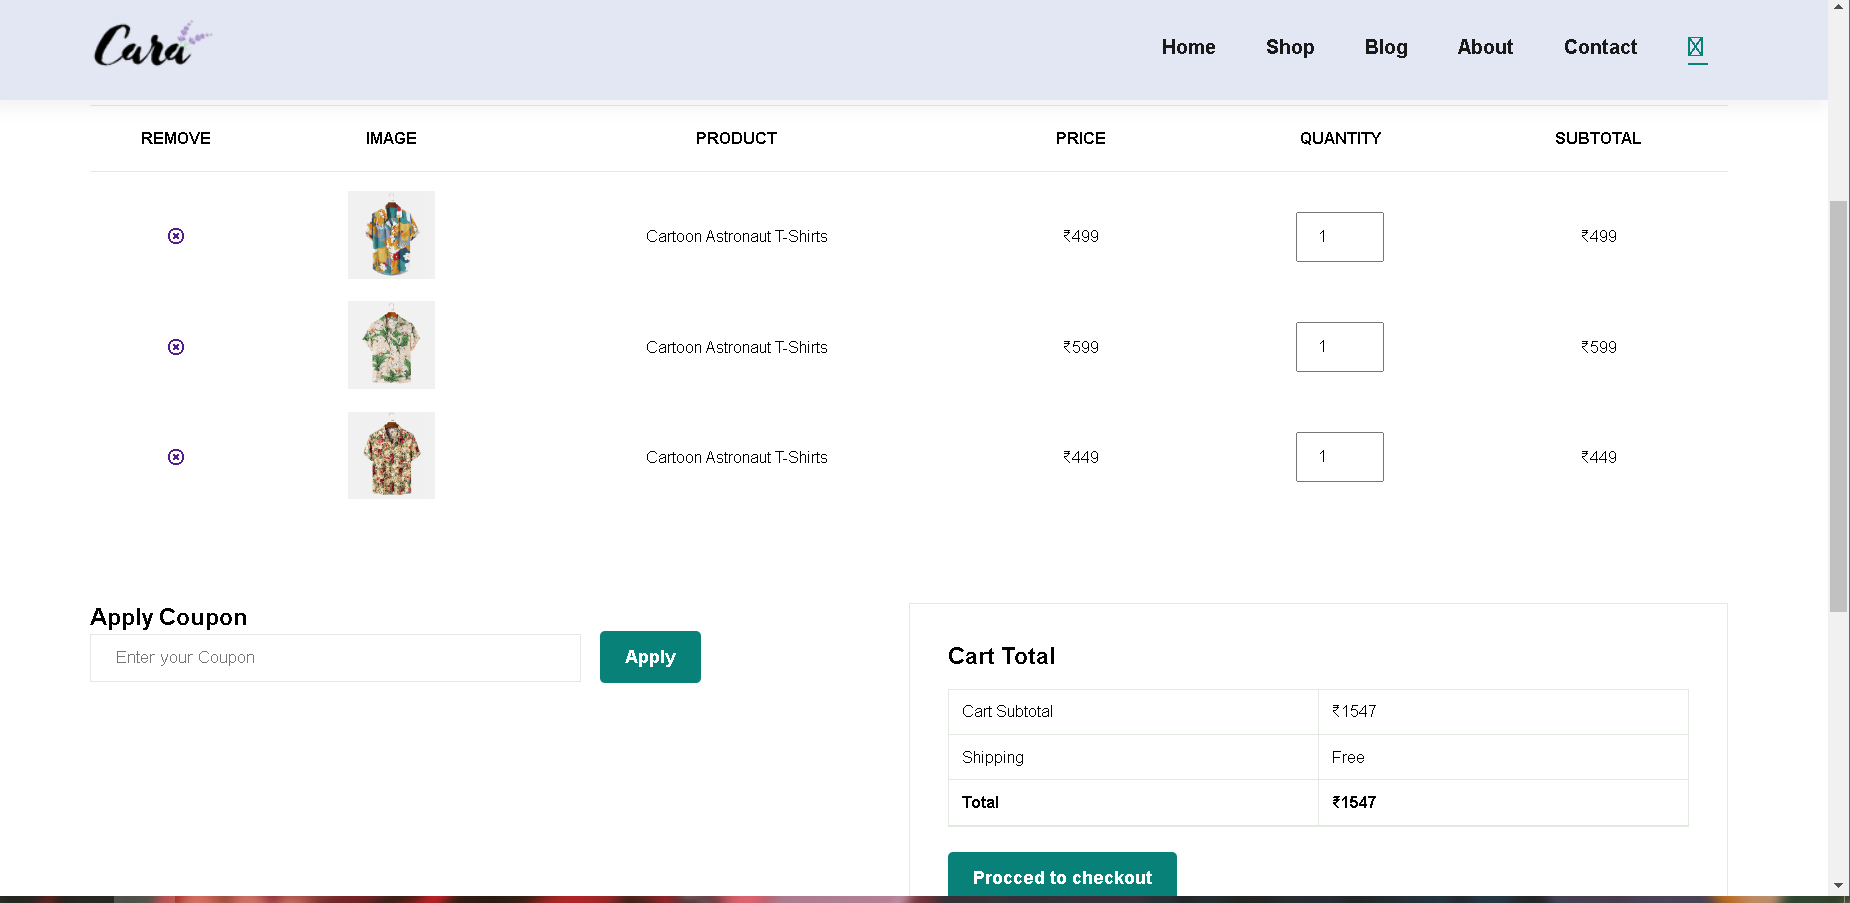 Cara
Home Shop Blog About Contact
REMOVE IMAGE PRODUCT PRICE QUANTITY SUBTOTAL
Cartoon Astronaut T-Shirts ₹499 1 ₹499
Cartoon Astronaut T-Shirts ₹599 1 ₹599
Cartoon Astronaut T-Shirts ₹449 1 ₹449
Apply Coupon
Enter your Coupon Apply
Cart Total
Cart Subtotal ₹1547
Shipping Free
Total ₹1547
Procced to checkout